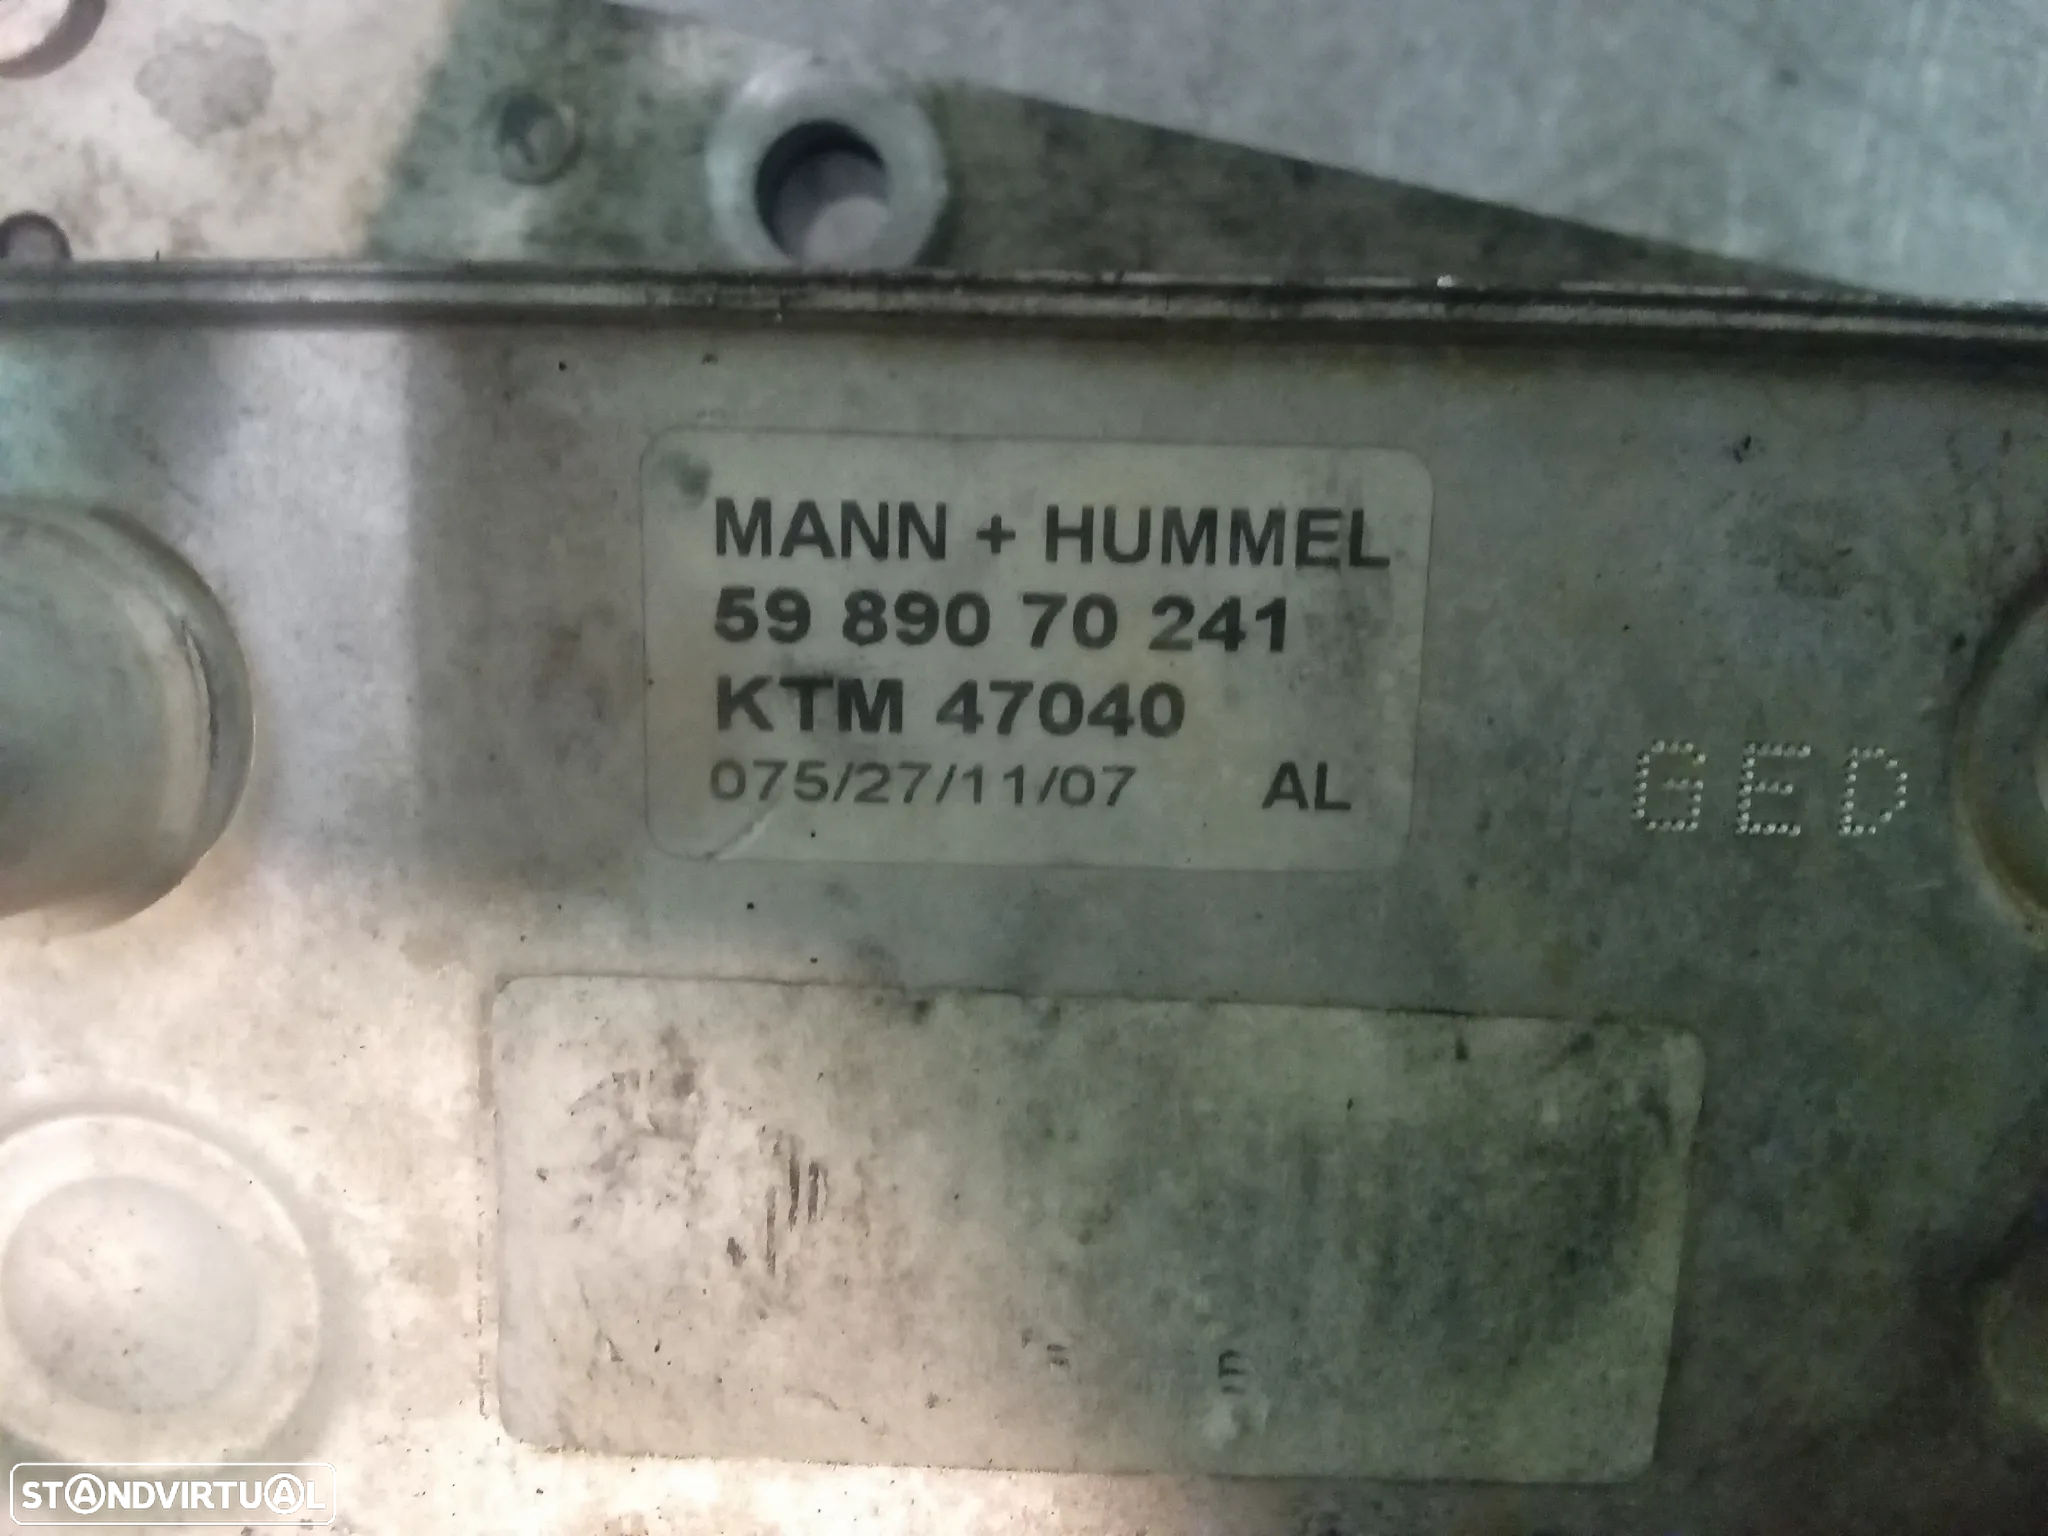 MANN + HUMMEL
59 890 70 241
KTM 47040
075/27/11/07 AL
GED
STANDVIRTUAL